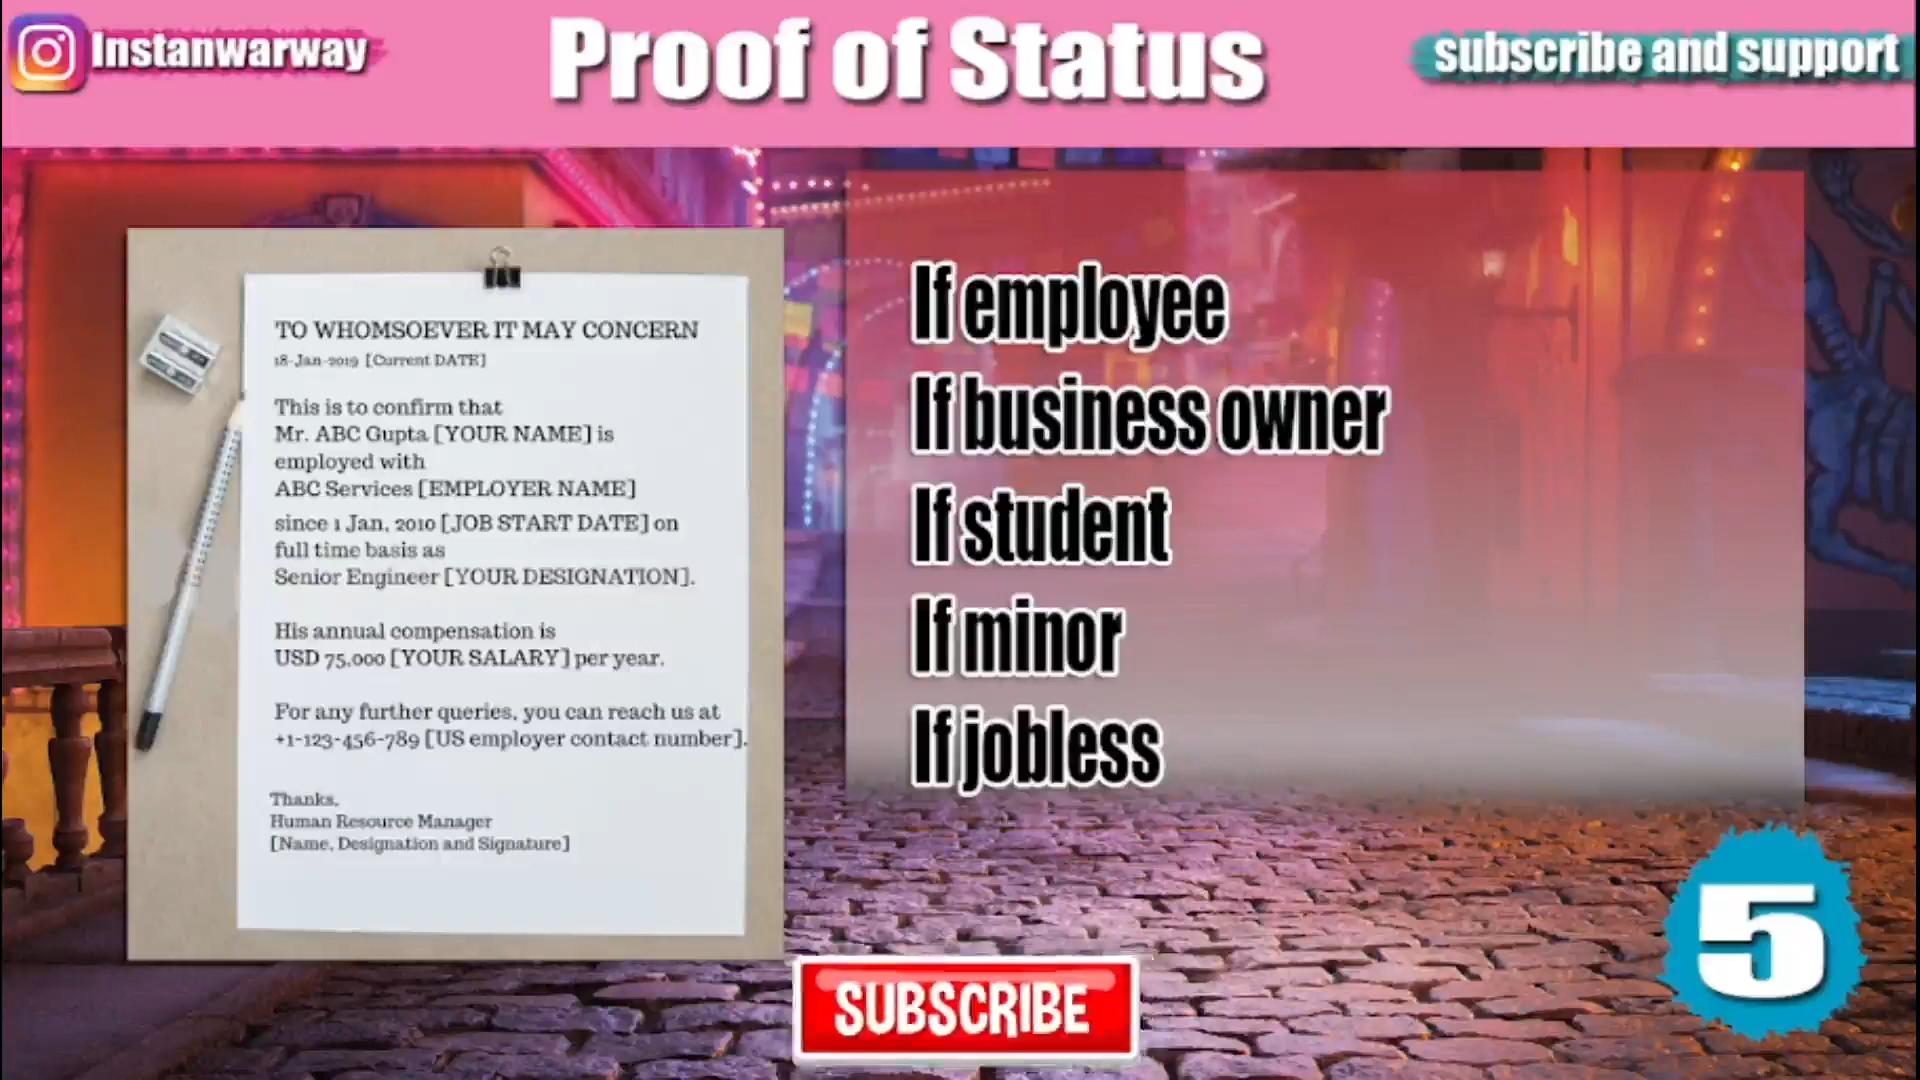 Instanwarway
Proof of Status
subscribe and support
TO WHOMSOEVER IT MAY CONCERN
18-Jan-2019 [Current DATE]
This is to confirm that
Mr. ABC Gupta [YOUR NAME] is
employed with
ABC Services [EMPLOYER NAME]
since 1 Jan, 2010 [JOB START DATE] on
full time basis as
Senior Engineer [YOUR DESIGNATION].
His annual compensation is
USD 75,000 [YOUR SALARY] per year.
For any further queries, you can reach us at
+1-123-456-789 [US employer contact number].
Thanks,
Human Resource Manager
[Name, Designation and Signature]
If employee
If business owner
If student
If minor
If jobless
5
SUBSCRIBE